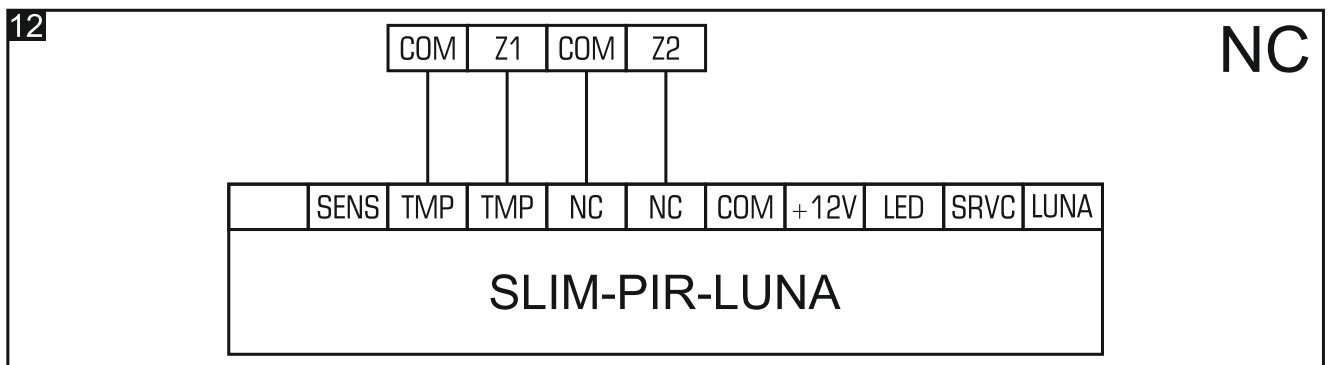 12
NC
COM Z1 COM Z2
SENS TMP TMP NC NC COM +12V LED SRVC LUNA
SLIM-PIR-LUNA